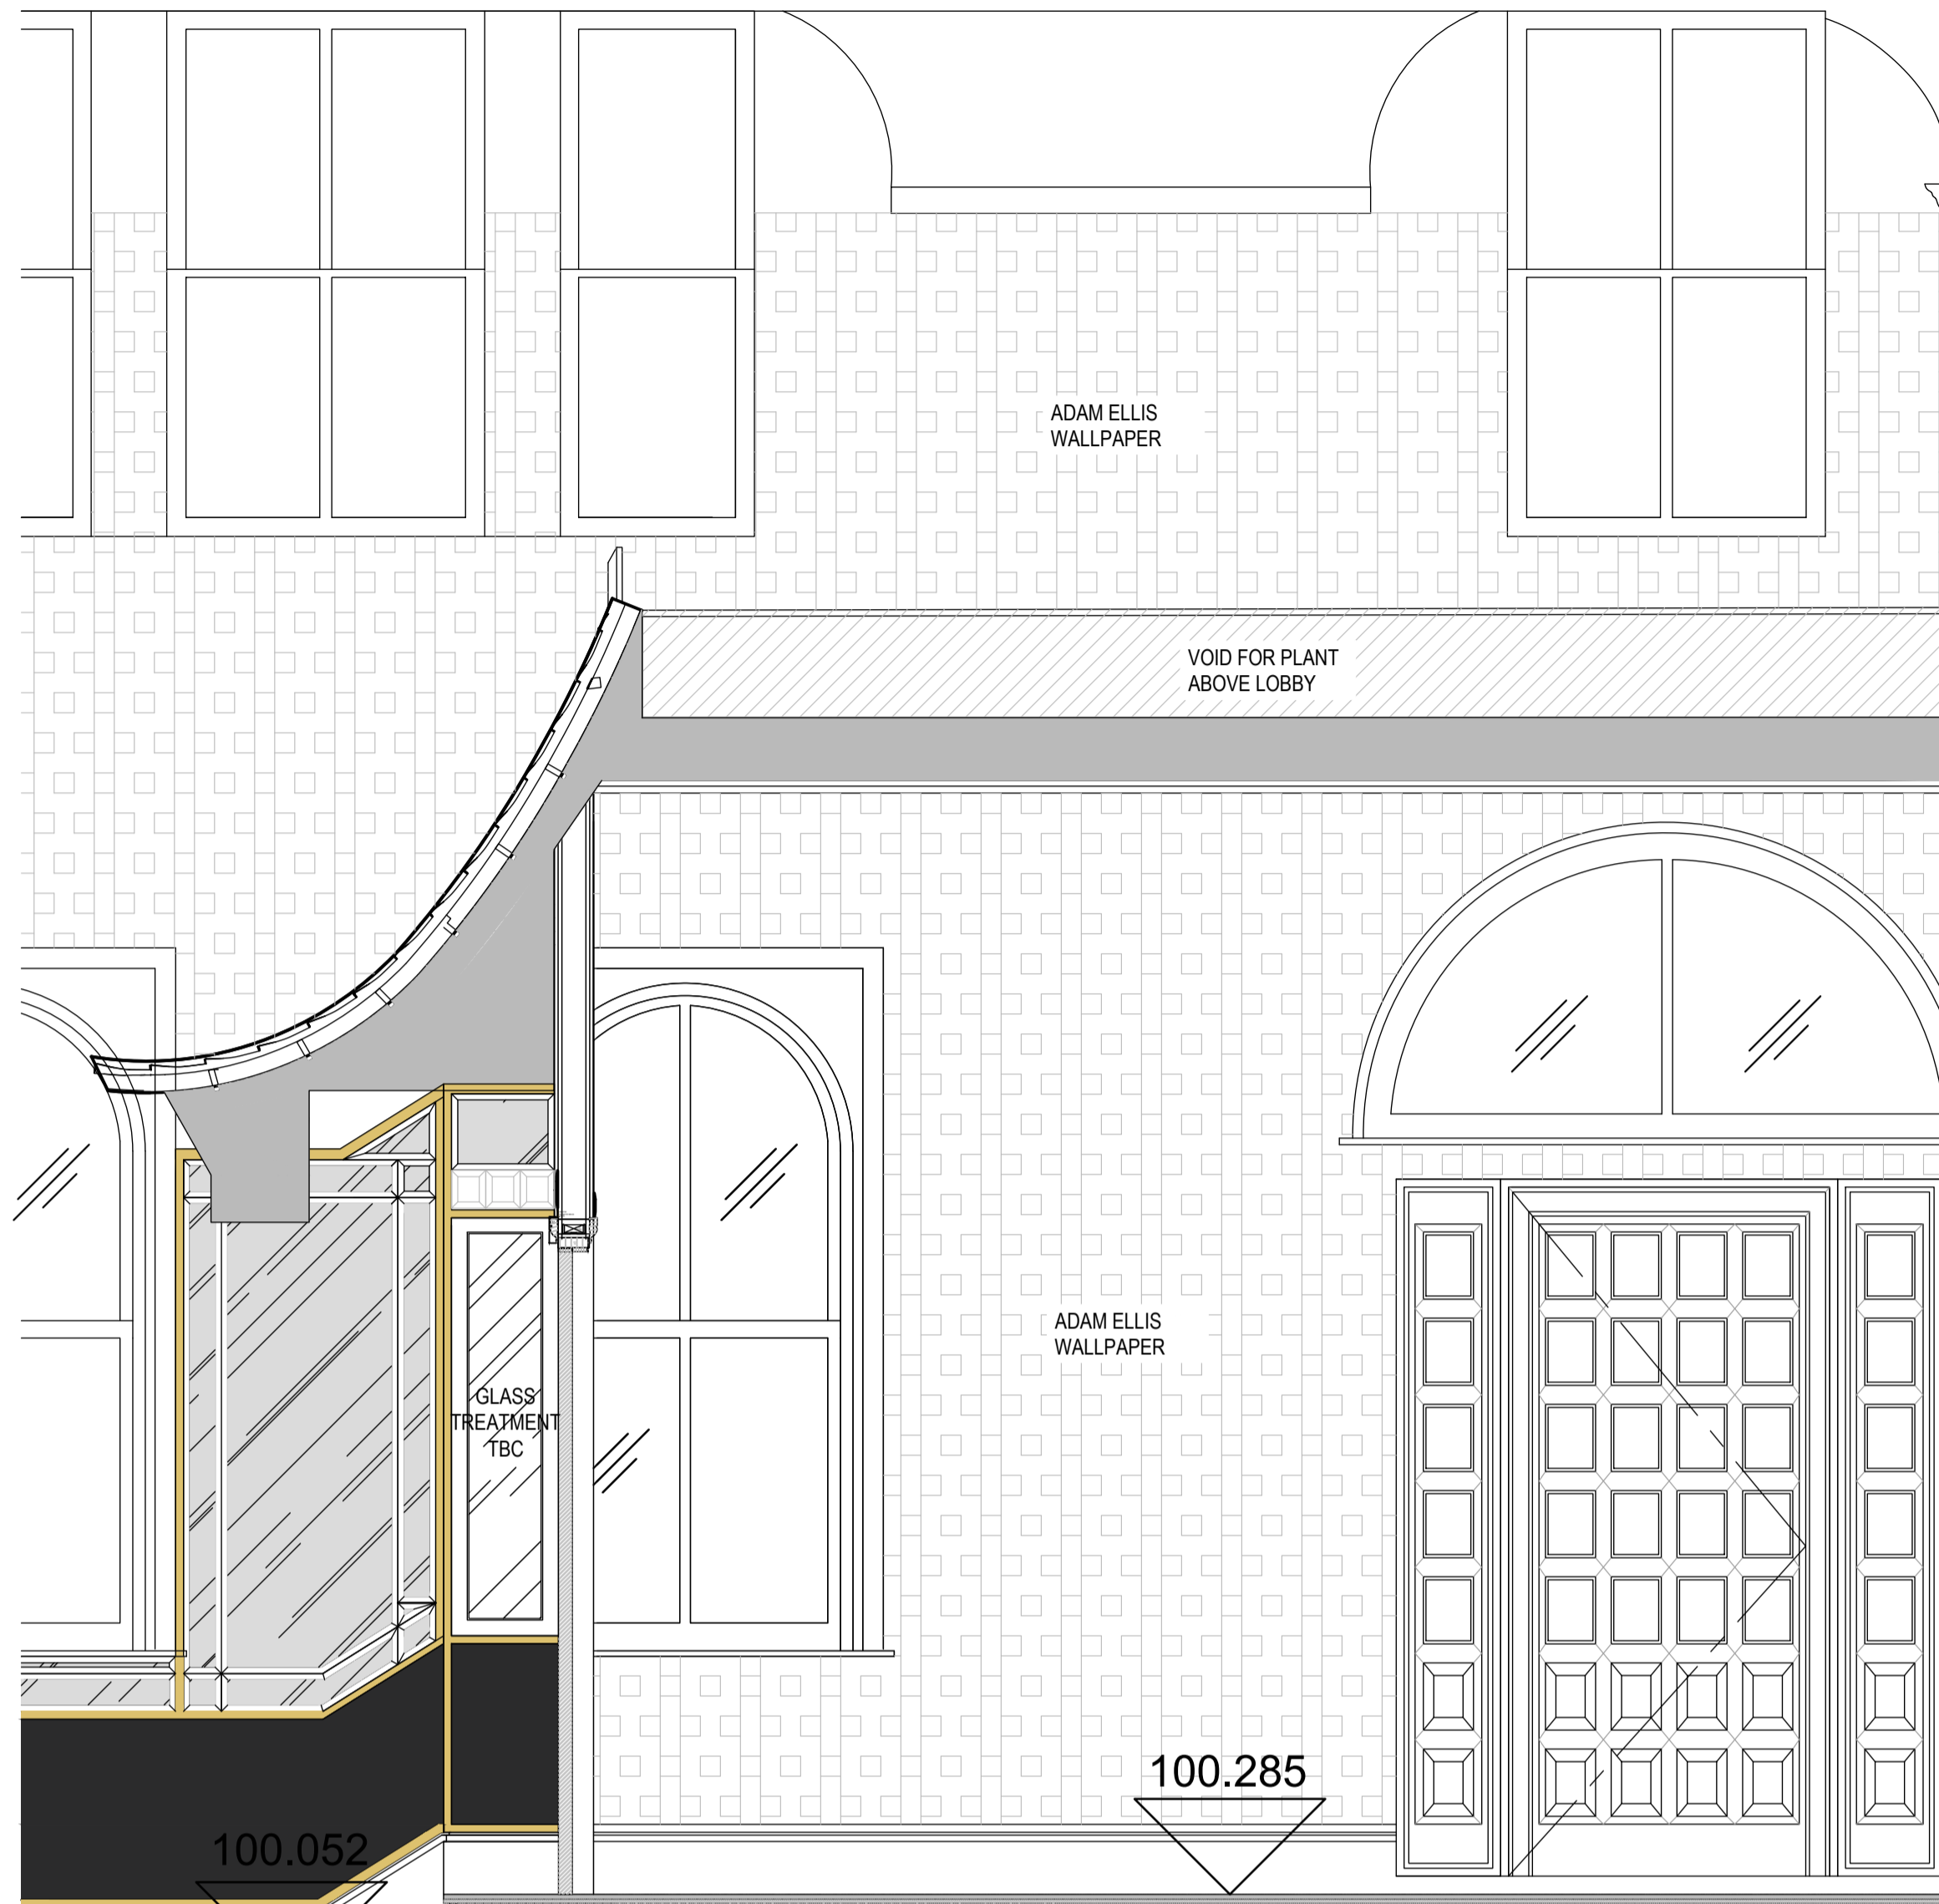 ADAM ELLIS
WALLPAPER
VOID FOR PLANT
ABOVE LOBBY
ADAM ELLIS
WALLPAPER
GLASS
TREATMENT
TBC
100.285
100.052